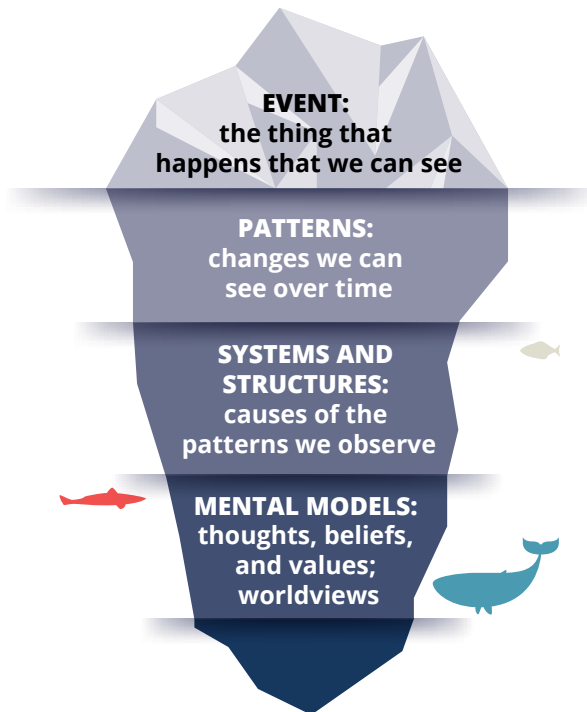 EVENT:
the thing that
happens that we can see
PATTERNS:
changes we can
see over time
SYSTEMS AND
STRUCTURES:
causes of the
patterns we observe
MENTAL MODELS:
thoughts, beliefs,
and values;
worldviews